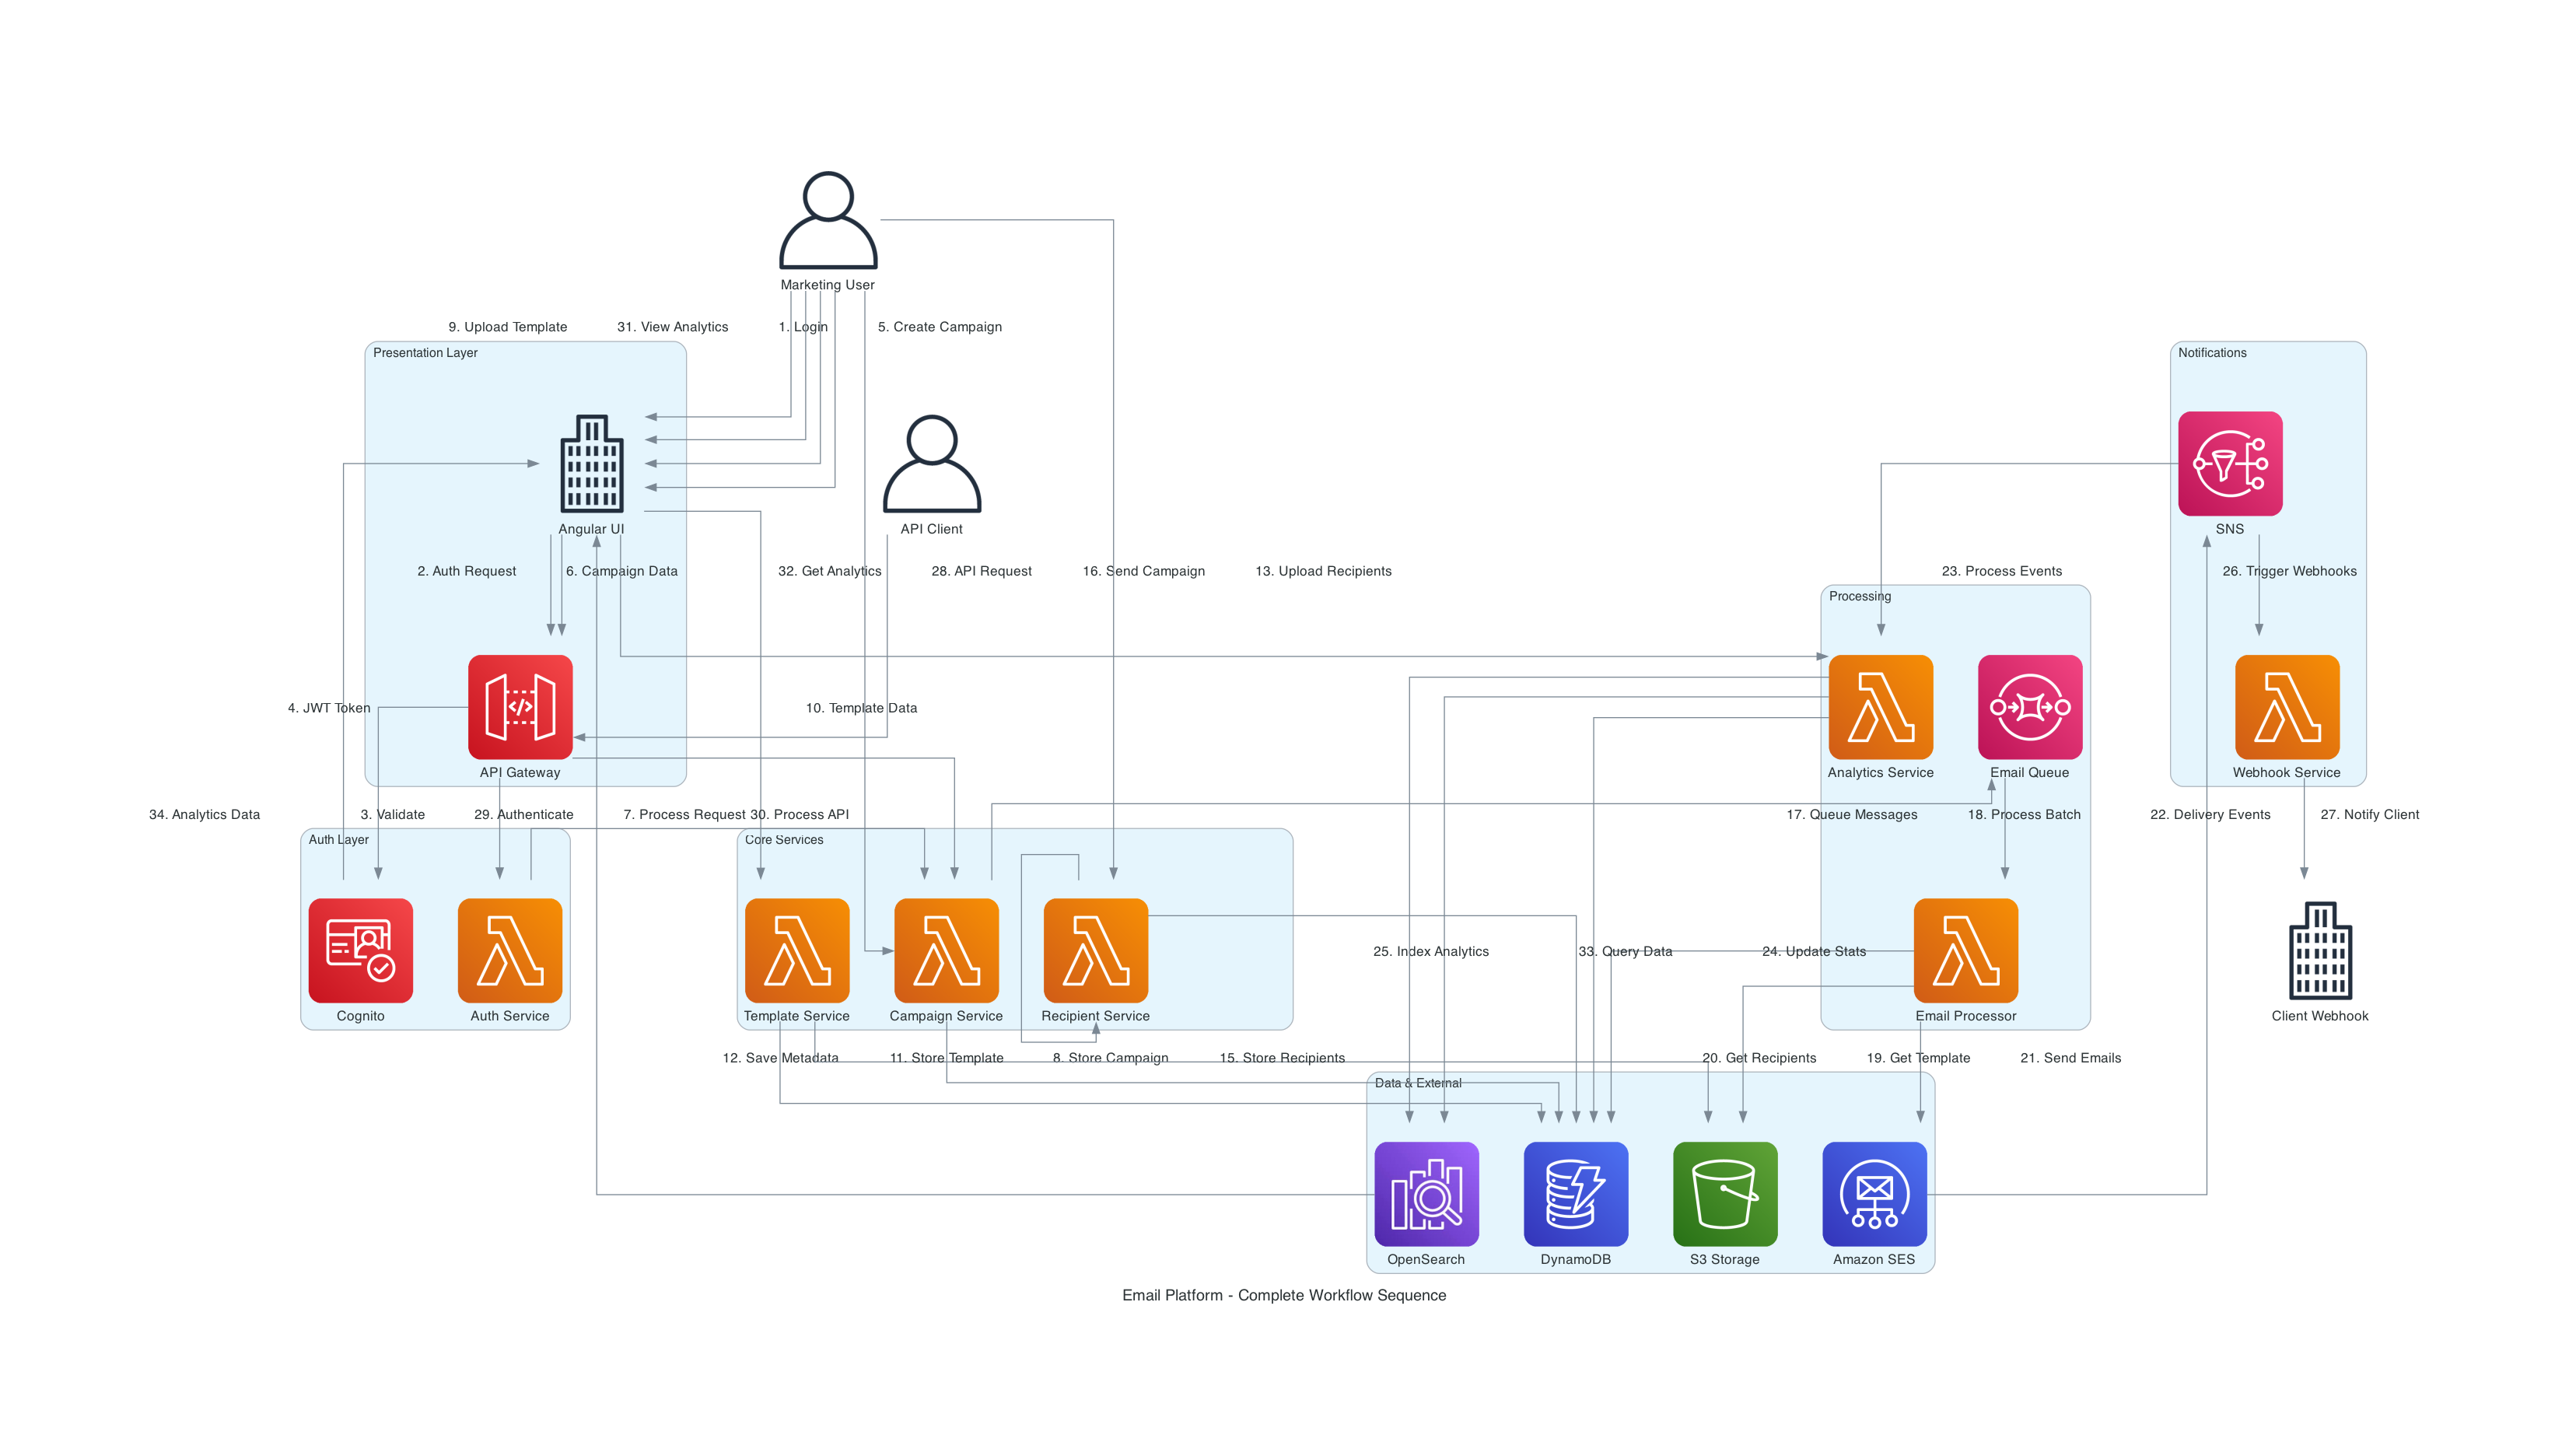 Marketing User
9. Upload Template
31. View Analytics
1. Login
5. Create Campaign
Presentation Layer
Notifications
Angular UI
API Client
SNS
2. Auth Request
6. Campaign Data
32. Get Analytics
28. API Request
16. Send Campaign
13. Upload Recipients
23. Process Events
26. Trigger Webhooks
Processing
4. JWT Token
10. Template Data
API Gateway
Analytics Service
Email Queue
Webhook Service
34. Analytics Data
3. Validate
29. Authenticate
7. Process Request
30. Process API
17. Queue Messages
18. Process Batch
22. Delivery Events
27. Notify Client
Auth Layer
Core Services
25. Index Analytics
33. Query Data
24. Update Stats
Cognito
Auth Service
Template Service
Campaign Service
Recipient Service
Email Processor
Client Webhook
12. Save Metadata
11. Store Template
8. Store Campaign
15. Store Recipients
20. Get Recipients
19. Get Template
21. Send Emails
Data & External
OpenSearch
DynamoDB
S3 Storage
Amazon SES
Email Platform - Complete Workflow Sequence